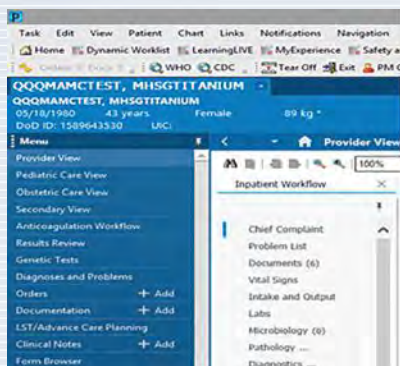 P
Task Edit View Patient Chart Links Notifications Navigation
Home Dynamic Worklist LearningLIVE MyExperience Safety a
WHO CDC Tear Off Exit PM C
QQQMAMCTEST, MHSGTITANIUM
QQQMAMCTEST, MHSGTITANIUM
05/18/1980 43 years Female 89 kg *
DoD ID: 1589643530 UIC:
Menu
Provider View
Provider View
100%
Pediatric Care View
Obstetric Care View
Secondary View
Anticoagulation Workflow
Results Review
Genetic Tests
Diagnoses and Problems
Orders + Add
Documentation + Add
LST/Advance Care Planning
Clinical Notes + Add
Form Browser
Inpatient Workflow
Chief Complaint
Problem List
Documents (6)
Vital Signs
Intake and Output
Labs
Microbiology (0)
Pathology ...
Diagnostics